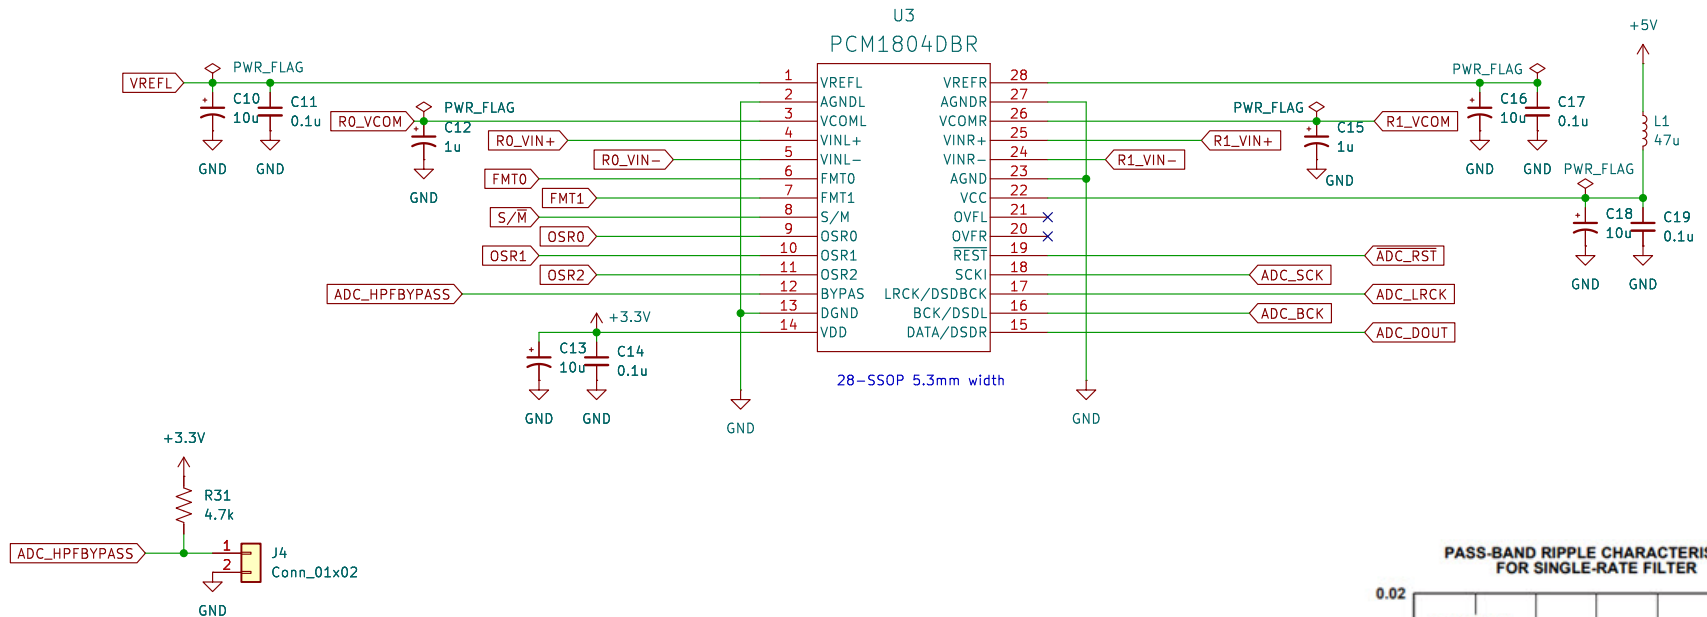 U3
PCM1804DBR
+5V
VREFL
PWR_FLAG
C10
10u
C11
0.1u
GND
GND
R0_VCOM
PWR_FLAG
C12
1u
GND
R0_VIN+
R0_VIN-
FMT0
FMT1
S/M̅
OSR0
OSR1
OSR2
ADC_HPFBYPASS
+3.3V
C13
10u
C14
0.1u
GND
GND
GND
1 VREFL
2 AGNDL
3 VCOML
4 VINL+
5 VINL-
6 FMT0
7 FMT1
8 S/M
9 OSR0
10 OSR1
11 OSR2
12 BYPAS
13 DGND
14 VDD
VREFR 28
AGNDR 27
VCOMR 26
VINR+ 25
VINR- 24
AGND 23
VCC 22
OVFL 21
OVFR 20
REST 19
SCKI 18
LRCK/DSDBCK 17
BCK/DSDL 16
DATA/DSDR 15
28-SSOP 5.3mm width
GND
PWR_FLAG
C16
10u
C17
0.1u
GND
GND
PWR_FLAG
C15
1u
GND
R1_VCOM
R1_VIN+
R1_VIN-
L1
47u
PWR_FLAG
C18
10u
C19
0.1u
GND
GND
ADC_RST
ADC_SCK
ADC_LRCK
ADC_BCK
ADC_DOUT
+3.3V
R31
4.7k
ADC_HPFBYPASS
1
2
J4
Conn_01x02
GND
PASS-BAND RIPPLE CHARACTERIS
FOR SINGLE-RATE FILTER
0.02